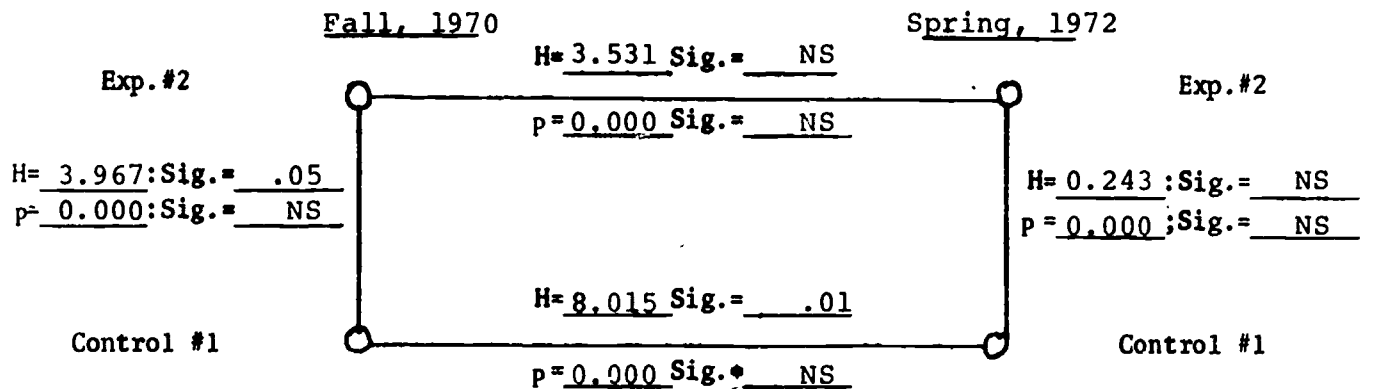 Fall, 1970 Spring, 1972
H= 3.531 Sig.= NS
Exp.#2 Exp.#2
p=0.000 Sig.= NS
H= 3.967:Sig.= .05 H= 0.243 :Sig.= NS
p= 0.000:Sig.= NS p = 0.000 ;Sig.= NS
H= 8.015 Sig.= .01
Control #1 Control #1
p=0.000 Sig.= NS